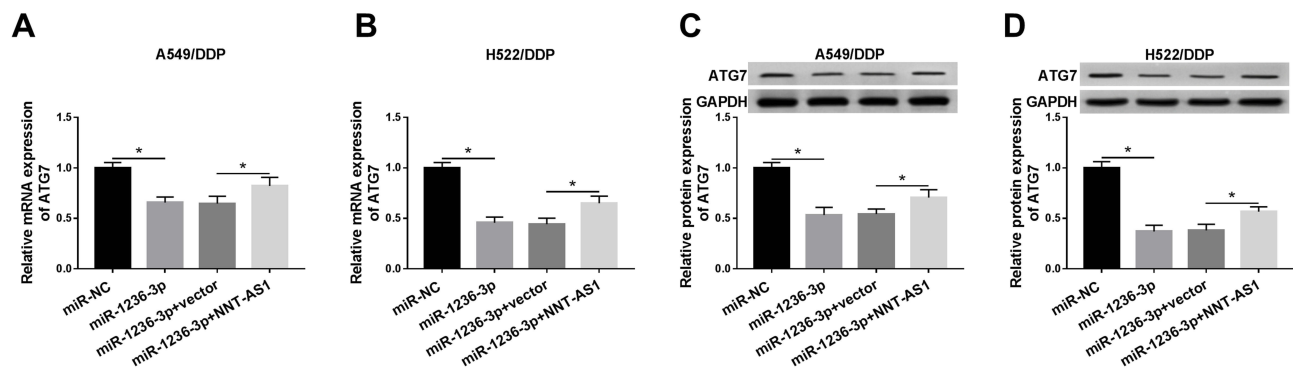 A
A549/DDP
Relative mRNA expression
of ATG7
1.5
1.0
0.5
0.0
*
*
miR-NC
miR-1236-3p
miR-1236-3p+vector
miR-1236-3p+NNT-AS1
B
H522/DDP
Relative mRNA expression
of ATG7
1.5
1.0
0.5
0.0
*
*
miR-NC
miR-1236-3p
miR-1236-3p+vector
miR-1236-3p+NNT-AS1
C
A549/DDP
ATG7
GAPDH
Relative protein expression
of ATG7
1.5
1.0
0.5
0.0
*
*
miR-NC
miR-1236-3p
miR-1236-3p+vector
miR-1236-3p+NNT-AS1
D
H522/DDP
ATG7
GAPDH
Relative protein expression
of ATG7
1.5
1.0
0.5
0.0
*
*
miR-NC
miR-1236-3p
miR-1236-3p+vector
miR-1236-3p+NNT-AS1